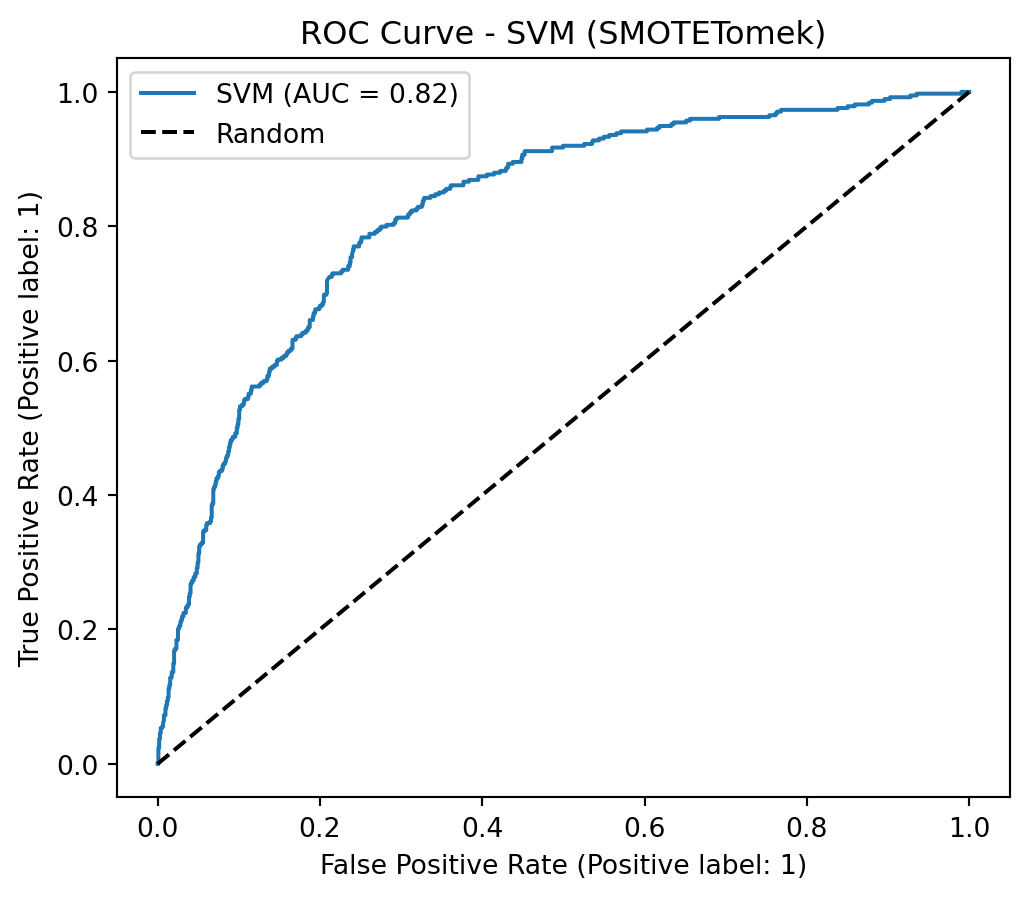 ROC Curve - SVM (SMOTETomek)
SVM (AUC = 0.82)
Random
True Positive Rate (Positive label: 1)
1.0
0.8
0.6
0.4
0.2
0.0
0.0 0.2 0.4 0.6 0.8 1.0
False Positive Rate (Positive label: 1)